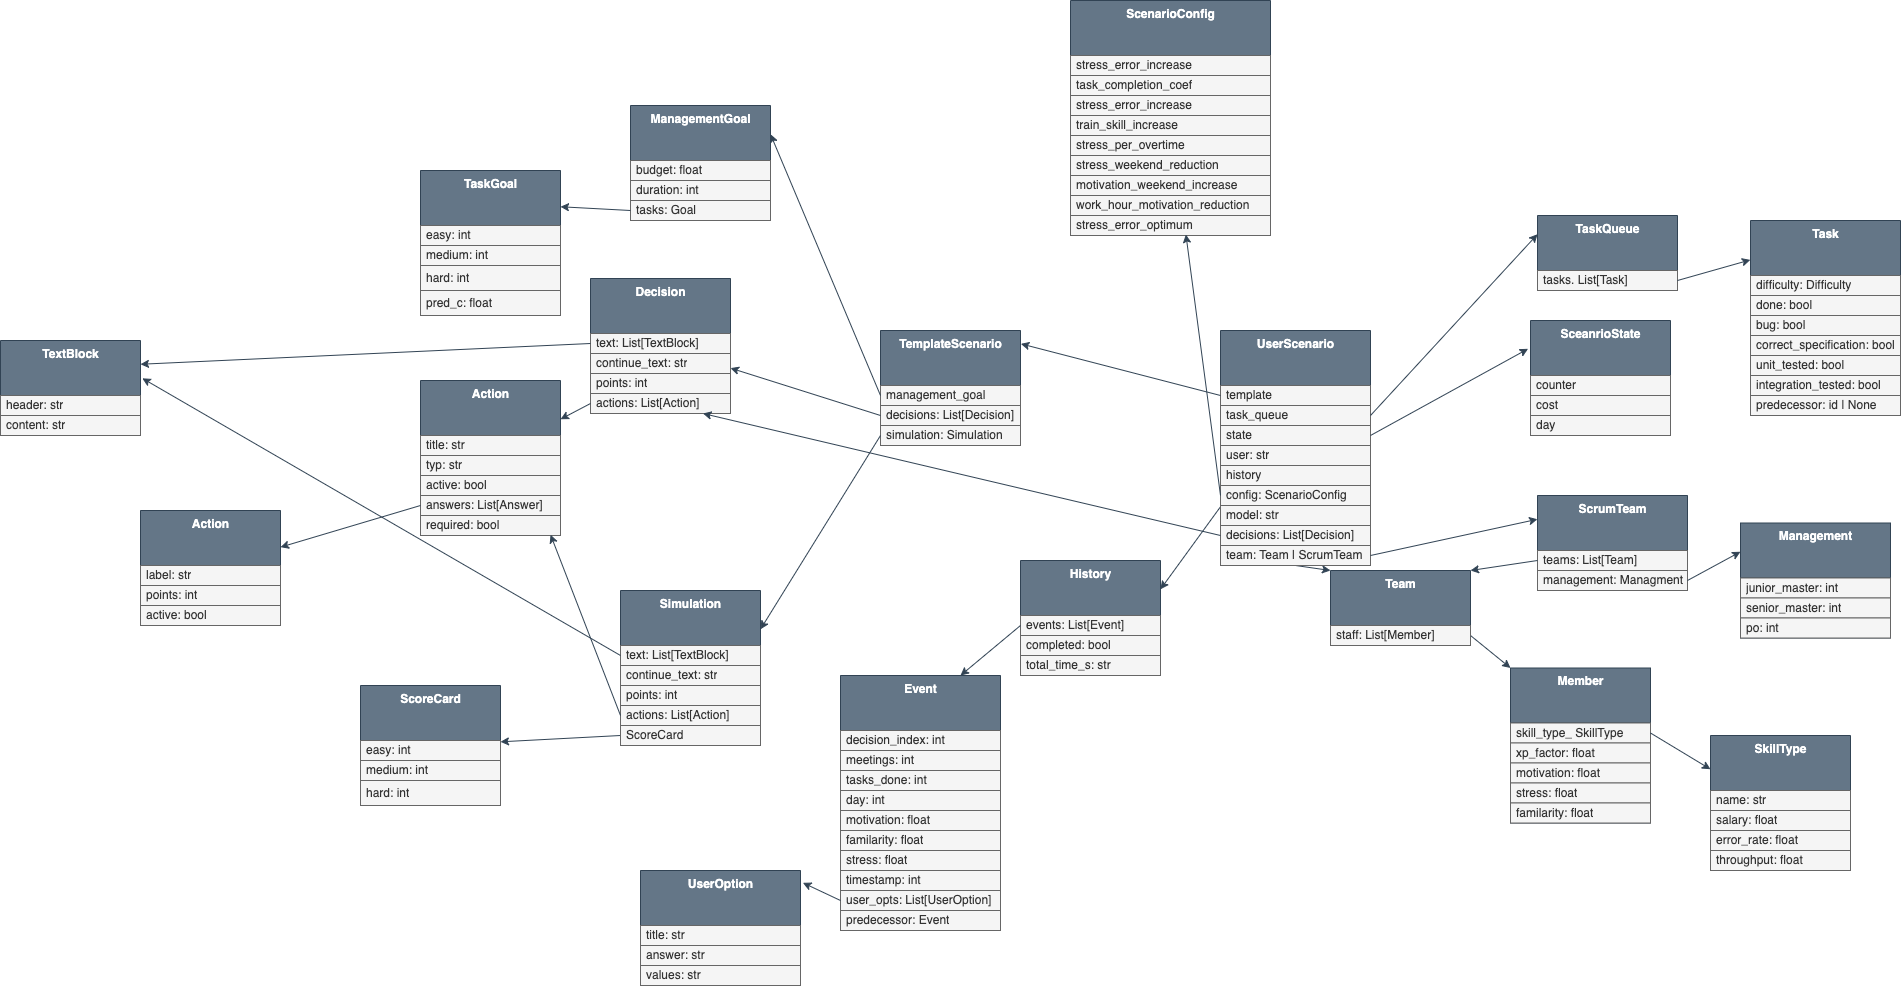 ScenarioConfig
stress_error_increase
task_completion_coef
stress_error_increase
train_skill_increase
stress_per_overtime
stress_weekend_reduction
motivation_weekend_increase
work_hour_motivation_reduction
stress_error_optimum
ManagementGoal
budget: float
duration: int
tasks: Goal
TaskGoal
easy: int
medium: int
hard: int
pred_c: float
TaskQueue
tasks. List[Task]
Task
difficulty: Difficulty
done: bool
bug: bool
correct_specification: bool
unit_tested: bool
integration_tested: bool
predecessor: id | None
Decision
text: List[TextBlock]
continue_text: str
points: int
actions: List[Action]
TextBlock
header: str
content: str
TemplateScenario
management_goal
decisions: List[Decision]
simulation: Simulation
UserScenario
template
task_queue
state
user: str
history
config: ScenarioConfig
model: str
decisions: List[Decision]
team: Team | ScrumTeam
SceanrioState
counter
cost
day
Action
title: str
typ: str
active: bool
answers: List[Answer]
required: bool
Action
label: str
points: int
active: bool
ScrumTeam
teams: List[Team]
management: Managment
Management
junior_master: int
senior_master: int
po: int
History
events: List[Event]
completed: bool
total_time_s: str
Team
staff: List[Member]
Simulation
text: List[TextBlock]
continue_text: str
points: int
actions: List[Action]
ScoreCard
ScoreCard
easy: int
medium: int
hard: int
Event
decision_index: int
meetings: int
tasks_done: int
day: int
motivation: float
familarity: float
stress: float
timestamp: int
user_opts: List[UserOption]
predecessor: Event
Member
skill_type_ SkillType
xp_factor: float
motivation: float
stress: float
familarity: float
SkillType
name: str
salary: float
error_rate: float
throughput: float
UserOption
title: str
answer: str
values: str